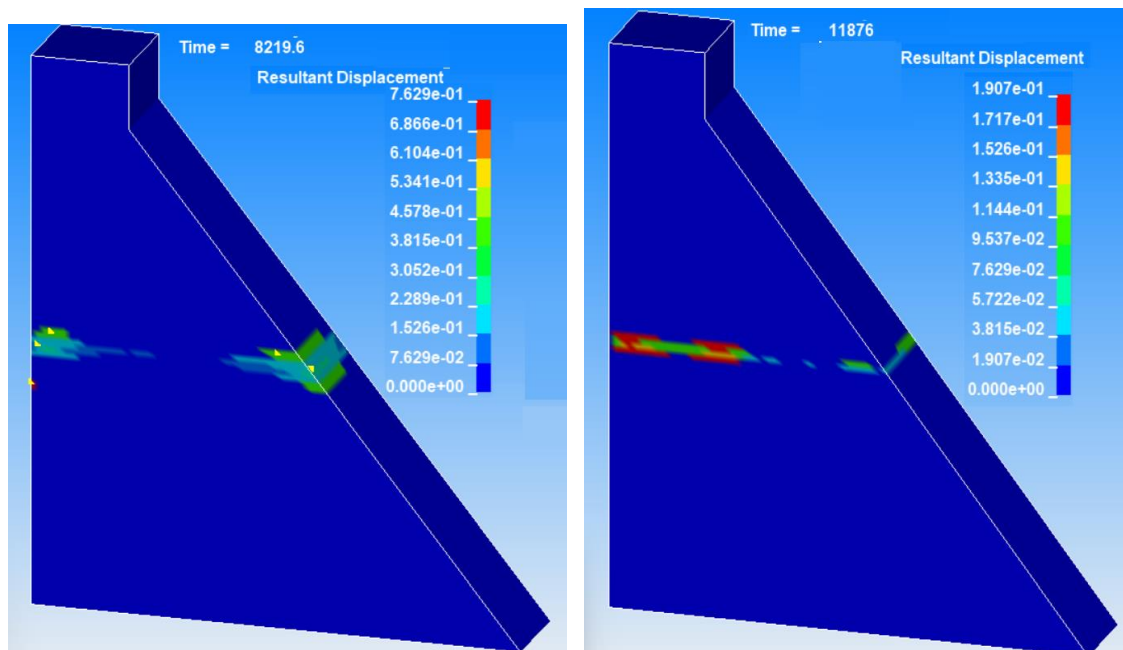 Time = 8219.6
Resultant Displacement
7.629e-01
6.866e-01
6.104e-01
5.341e-01
4.578e-01
3.815e-01
3.052e-01
2.289e-01
1.526e-01
7.629e-02
0.000e+00
Time = 11876
Resultant Displacement
1.907e-01
1.717e-01
1.526e-01
1.335e-01
1.144e-01
9.537e-02
7.629e-02
5.722e-02
3.815e-02
1.907e-02
0.000e+00